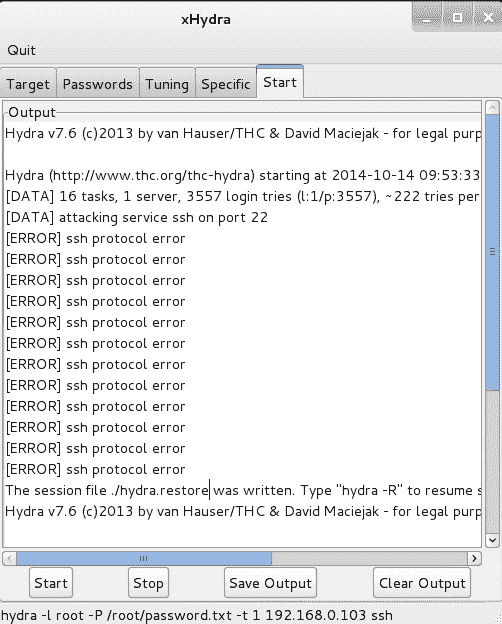 xHydra
Quit
Target Passwords Tuning Specific Start
Output
Hydra v7.6 (c)2013 by van Hauser/THC & David Maciejak - for legal purp
Hydra (http://www.thc.org/thc-hydra) starting at 2014-10-14 09:53:33
[DATA] 16 tasks, 1 server, 3557 login tries (l:1/p:3557), ~222 tries per
[DATA] attacking service ssh on port 22
[ERROR] ssh protocol error
[ERROR] ssh protocol error
[ERROR] ssh protocol error
[ERROR] ssh protocol error
[ERROR] ssh protocol error
[ERROR] ssh protocol error
[ERROR] ssh protocol error
[ERROR] ssh protocol error
[ERROR] ssh protocol error
[ERROR] ssh protocol error
[ERROR] ssh protocol error
[ERROR] ssh protocol error
The session file ./hydra.restore was written. Type "hydra -R" to resume s
Hydra v7.6 (c)2013 by van Hauser/THC & David Maciejak - for legal purp
Start Stop Save Output Clear Output
hydra -l root -P /root/password.txt -t 1 192.168.0.103 ssh